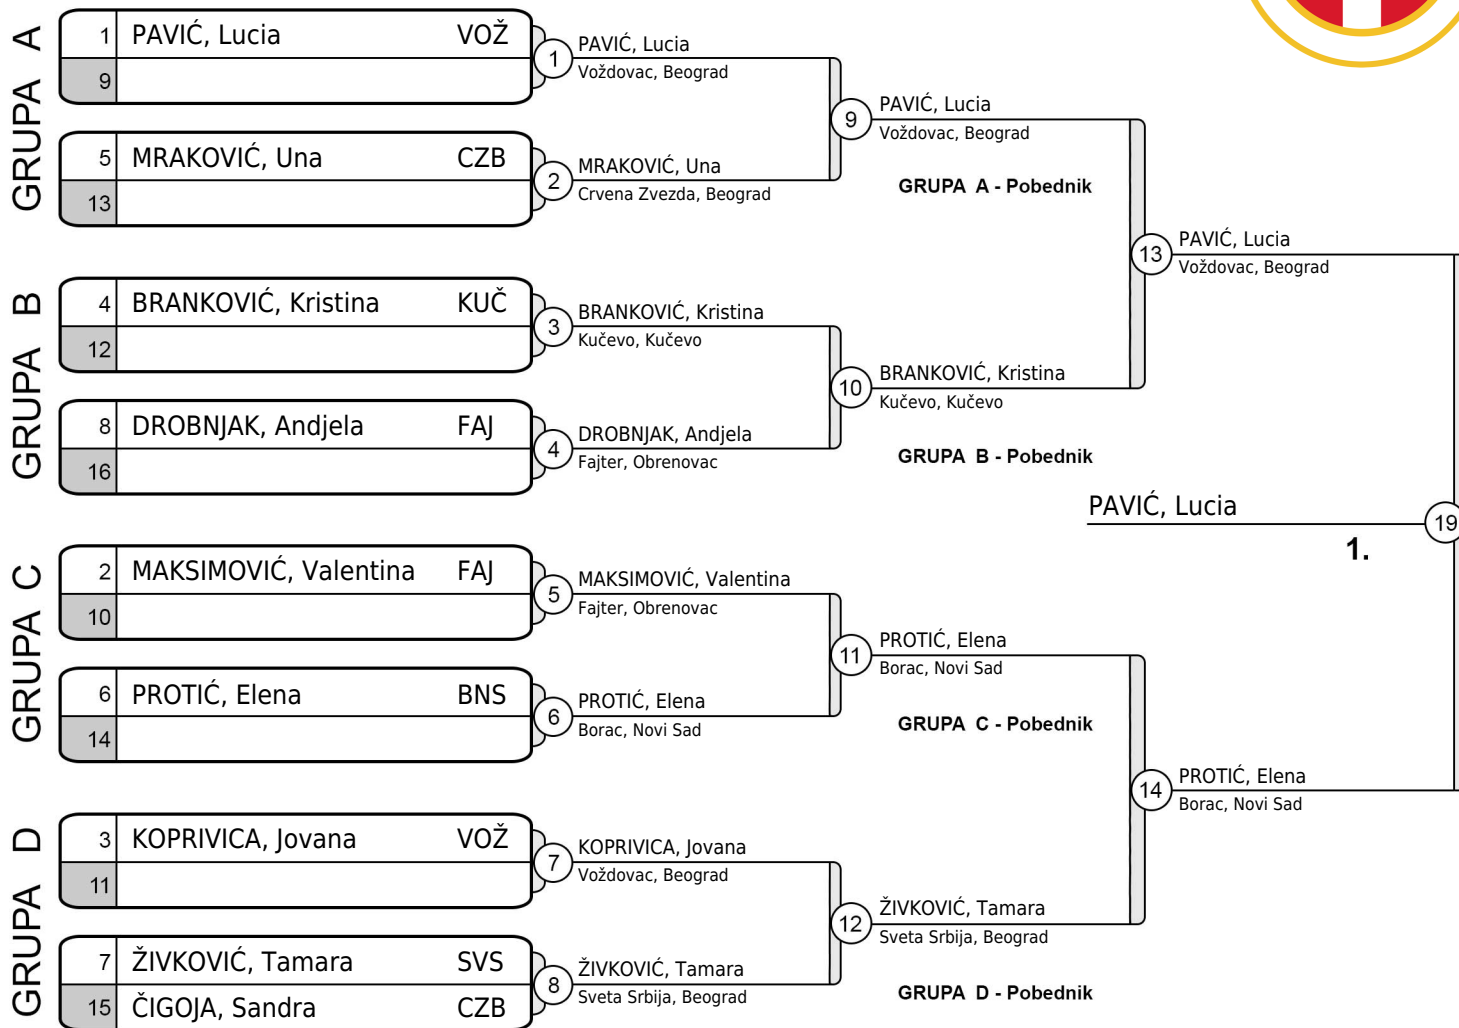 GRUPA A
1 PAVIĆ, Lucia VOŽ
9
5 MRAKOVIĆ, Una CZB
13
1
PAVIĆ, Lucia
Voždovac, Beograd
2
MRAKOVIĆ, Una
Crvena Zvezda, Beograd
9
PAVIĆ, Lucia
Voždovac, Beograd
GRUPA A - Pobednik
GRUPA B
4 BRANKOVIĆ, Kristina KUČ
12
8 DROBNJAK, Andjela FAJ
16
3
BRANKOVIĆ, Kristina
Kučevo, Kučevo
4
DROBNJAK, Andjela
Fajter, Obrenovac
10
BRANKOVIĆ, Kristina
Kučevo, Kučevo
GRUPA B - Pobednik
13
PAVIĆ, Lucia
Voždovac, Beograd
PAVIĆ, Lucia
19
1.
GRUPA C
2 MAKSIMOVIĆ, Valentina FAJ
10
6 PROTIĆ, Elena BNS
14
5
MAKSIMOVIĆ, Valentina
Fajter, Obrenovac
6
PROTIĆ, Elena
Borac, Novi Sad
11
PROTIĆ, Elena
Borac, Novi Sad
GRUPA C - Pobednik
GRUPA D
3 KOPRIVICA, Jovana VOŽ
11
7 ŽIVKOVIĆ, Tamara SVS
15 ČIGOJA, Sandra CZB
7
KOPRIVICA, Jovana
Voždovac, Beograd
8
ŽIVKOVIĆ, Tamara
Sveta Srbija, Beograd
12
ŽIVKOVIĆ, Tamara
Sveta Srbija, Beograd
GRUPA D - Pobednik
14
PROTIĆ, Elena
Borac, Novi Sad